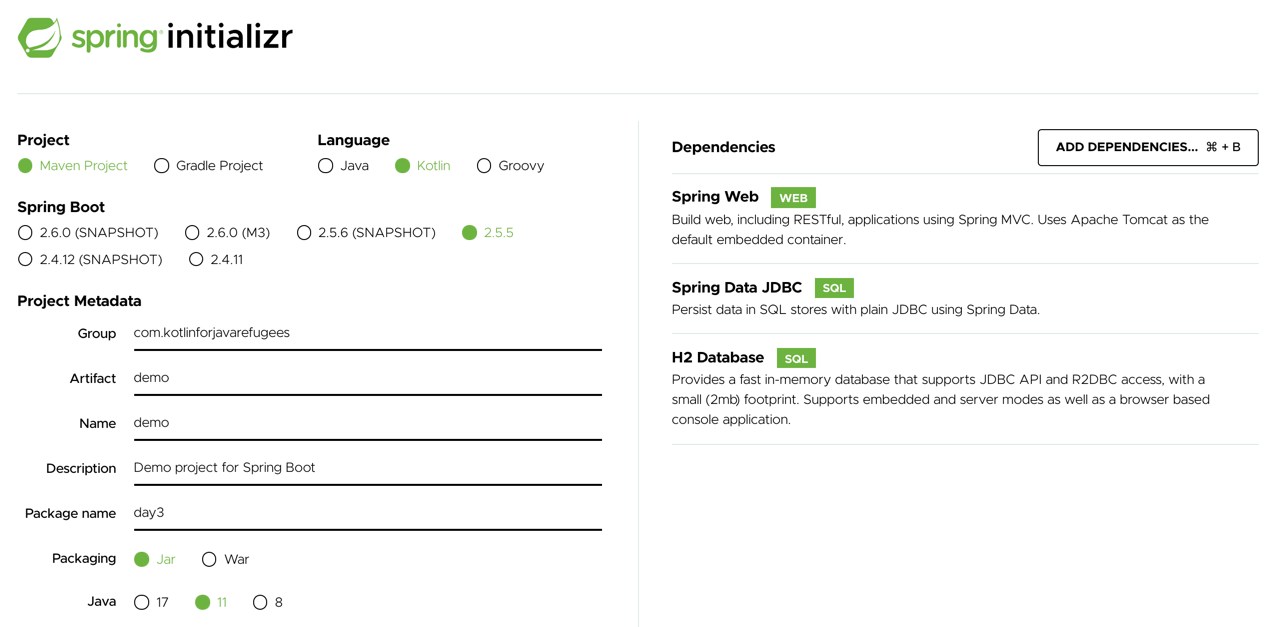 spring initializr
Project
Maven Project Gradle Project
Language
Java Kotlin Groovy
Spring Boot
2.6.0 (SNAPSHOT) 2.6.0 (M3) 2.5.6 (SNAPSHOT) 2.5.5
2.4.12 (SNAPSHOT) 2.4.11
Project Metadata
Group com.kotlinforjavarefugees
Artifact demo
Name demo
Description Demo project for Spring Boot
Package name day3
Packaging Jar War
Java 17 11 8
Dependencies ADD DEPENDENCIES... ⌘ + B
Spring Web WEB
Build web, including RESTful, applications using Spring MVC. Uses Apache Tomcat as the
default embedded container.
Spring Data JDBC SQL
Persist data in SQL stores with plain JDBC using Spring Data.
H2 Database SQL
Provides a fast in-memory database that supports JDBC API and R2DBC access, with a
small (2mb) footprint. Supports embedded and server modes as well as a browser based
console application.